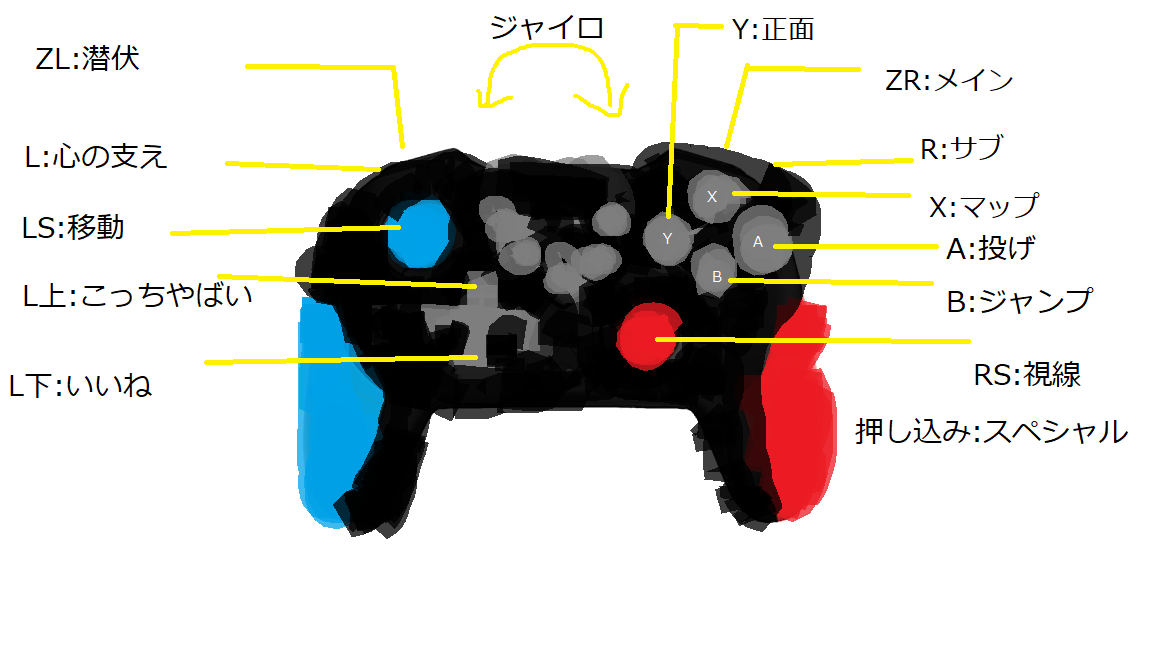 ジャイロ
Y:正面
ZL:潜伏
ZR:メイン
L:心の支え
R:サブ
X:マップ
LS:移動
A:投げ
L上:こっちやばい
B:ジャンプ
L下:いいね
RS:視線
押し込み:スペシャル
X
Y
A
B